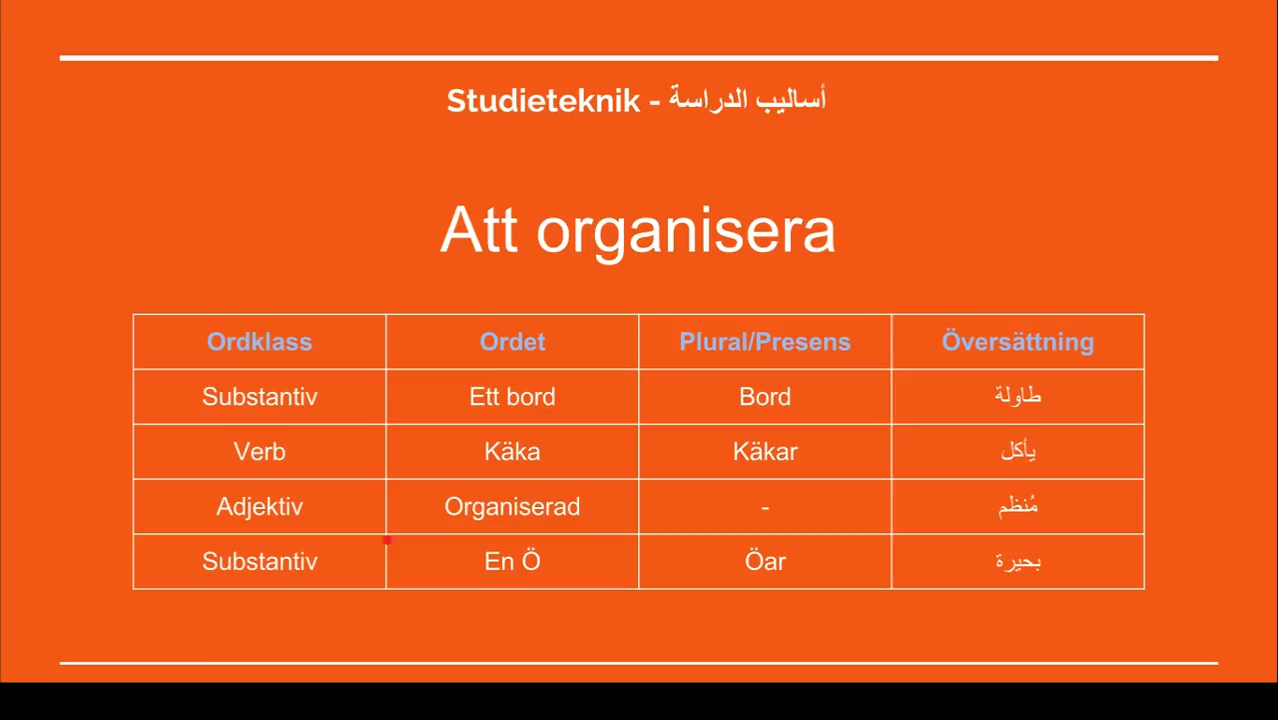 Studieteknik - أساليب الدراسة
Att organisera
Ordklass Ordet Plural/Presens Översättning
Substantiv Ett bord Bord طاولة
Verb Käka Käkar يأكل
Adjektiv Organiserad - مُنظم
Substantiv En Ö Öar بحيرة